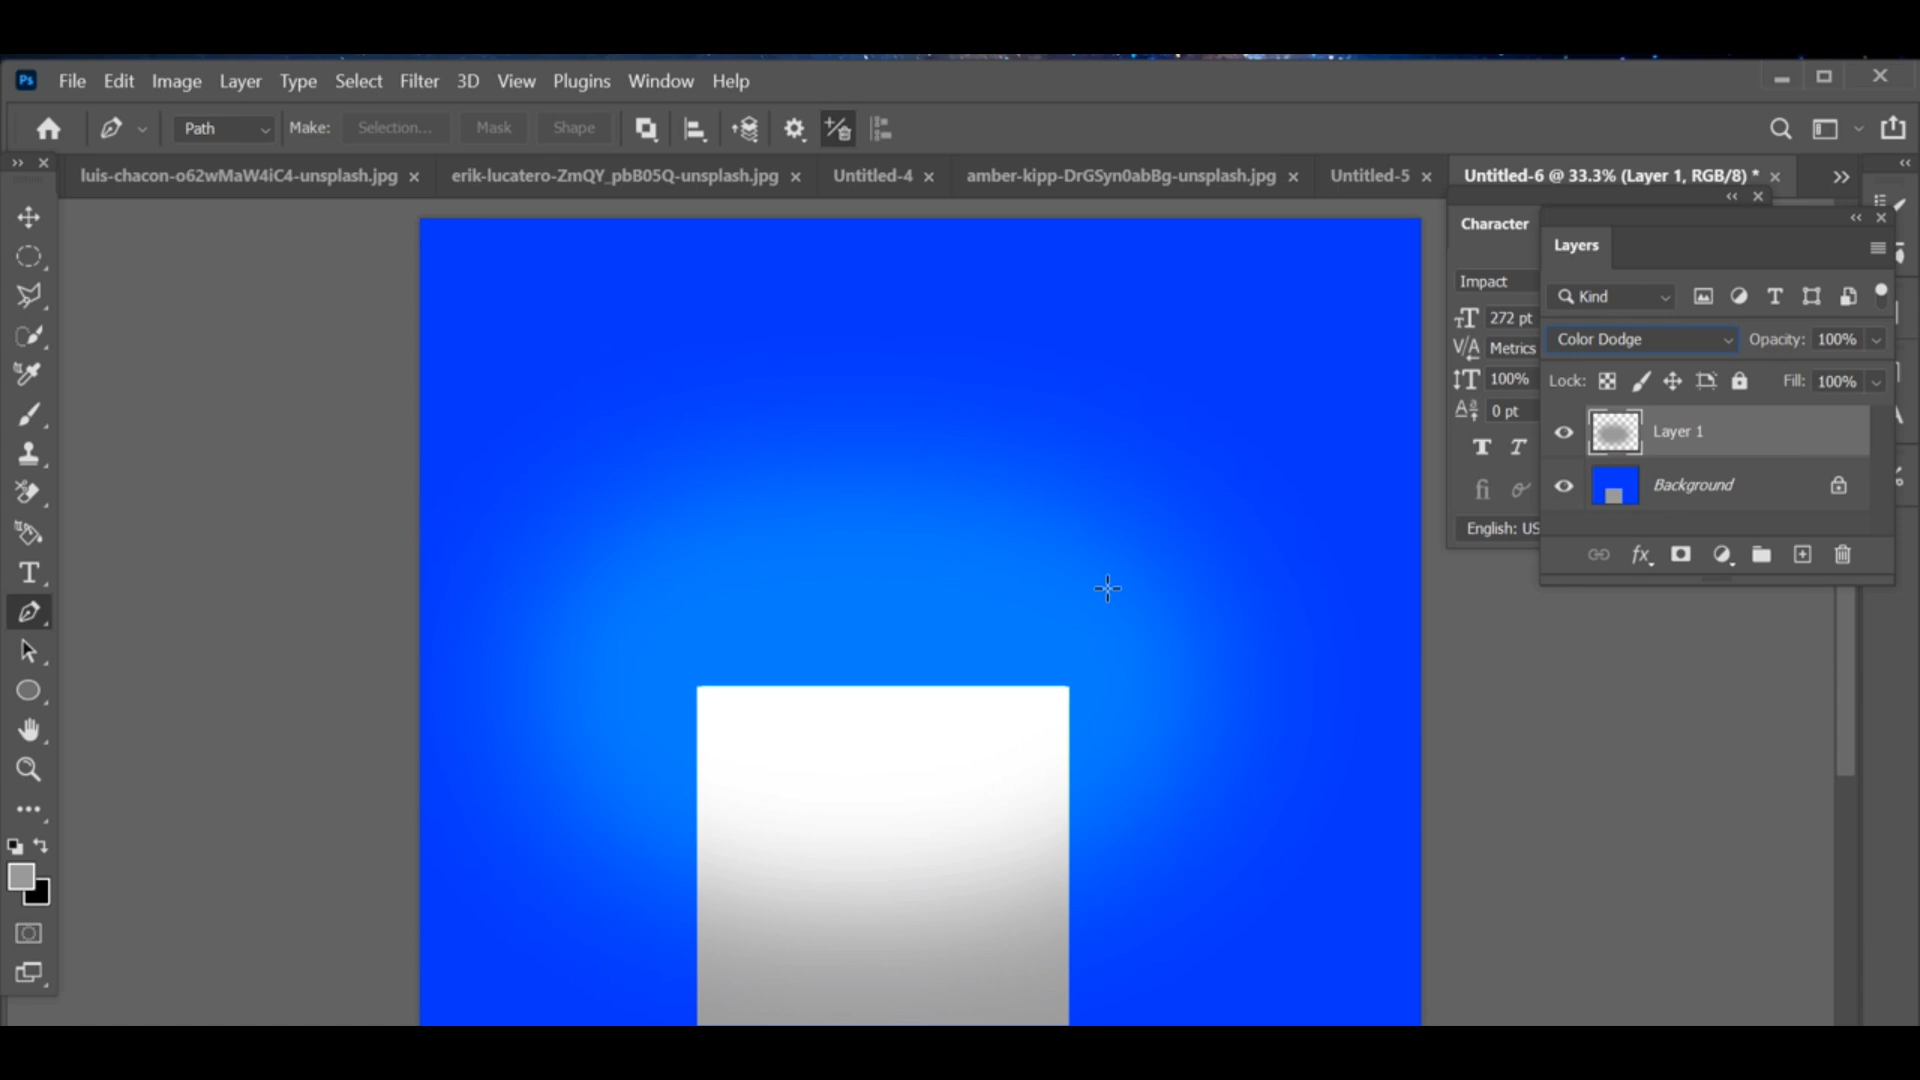 Ps File Edit Image Layer Type Select Filter 3D View Plugins Window Help
Path Make: Selection... Mask Shape
luis-chacon-o62wMaW4iC4-unsplash.jpg × erik-lucatero-ZmQY_pbB05Q-unsplash.jpg × Untitled-4 × amber-kipp-DrGSyn0abBg-unsplash.jpg × Untitled-5 × Untitled-6 @ 33.3% (Layer 1, RGB/8) * ×
Character
Impact
272 pt
Metrics
100%
0 pt
T T
fi
English: US
Layers
Kind
Color Dodge Opacity: 100%
Lock: Fill: 100%
Layer 1
Background
fx